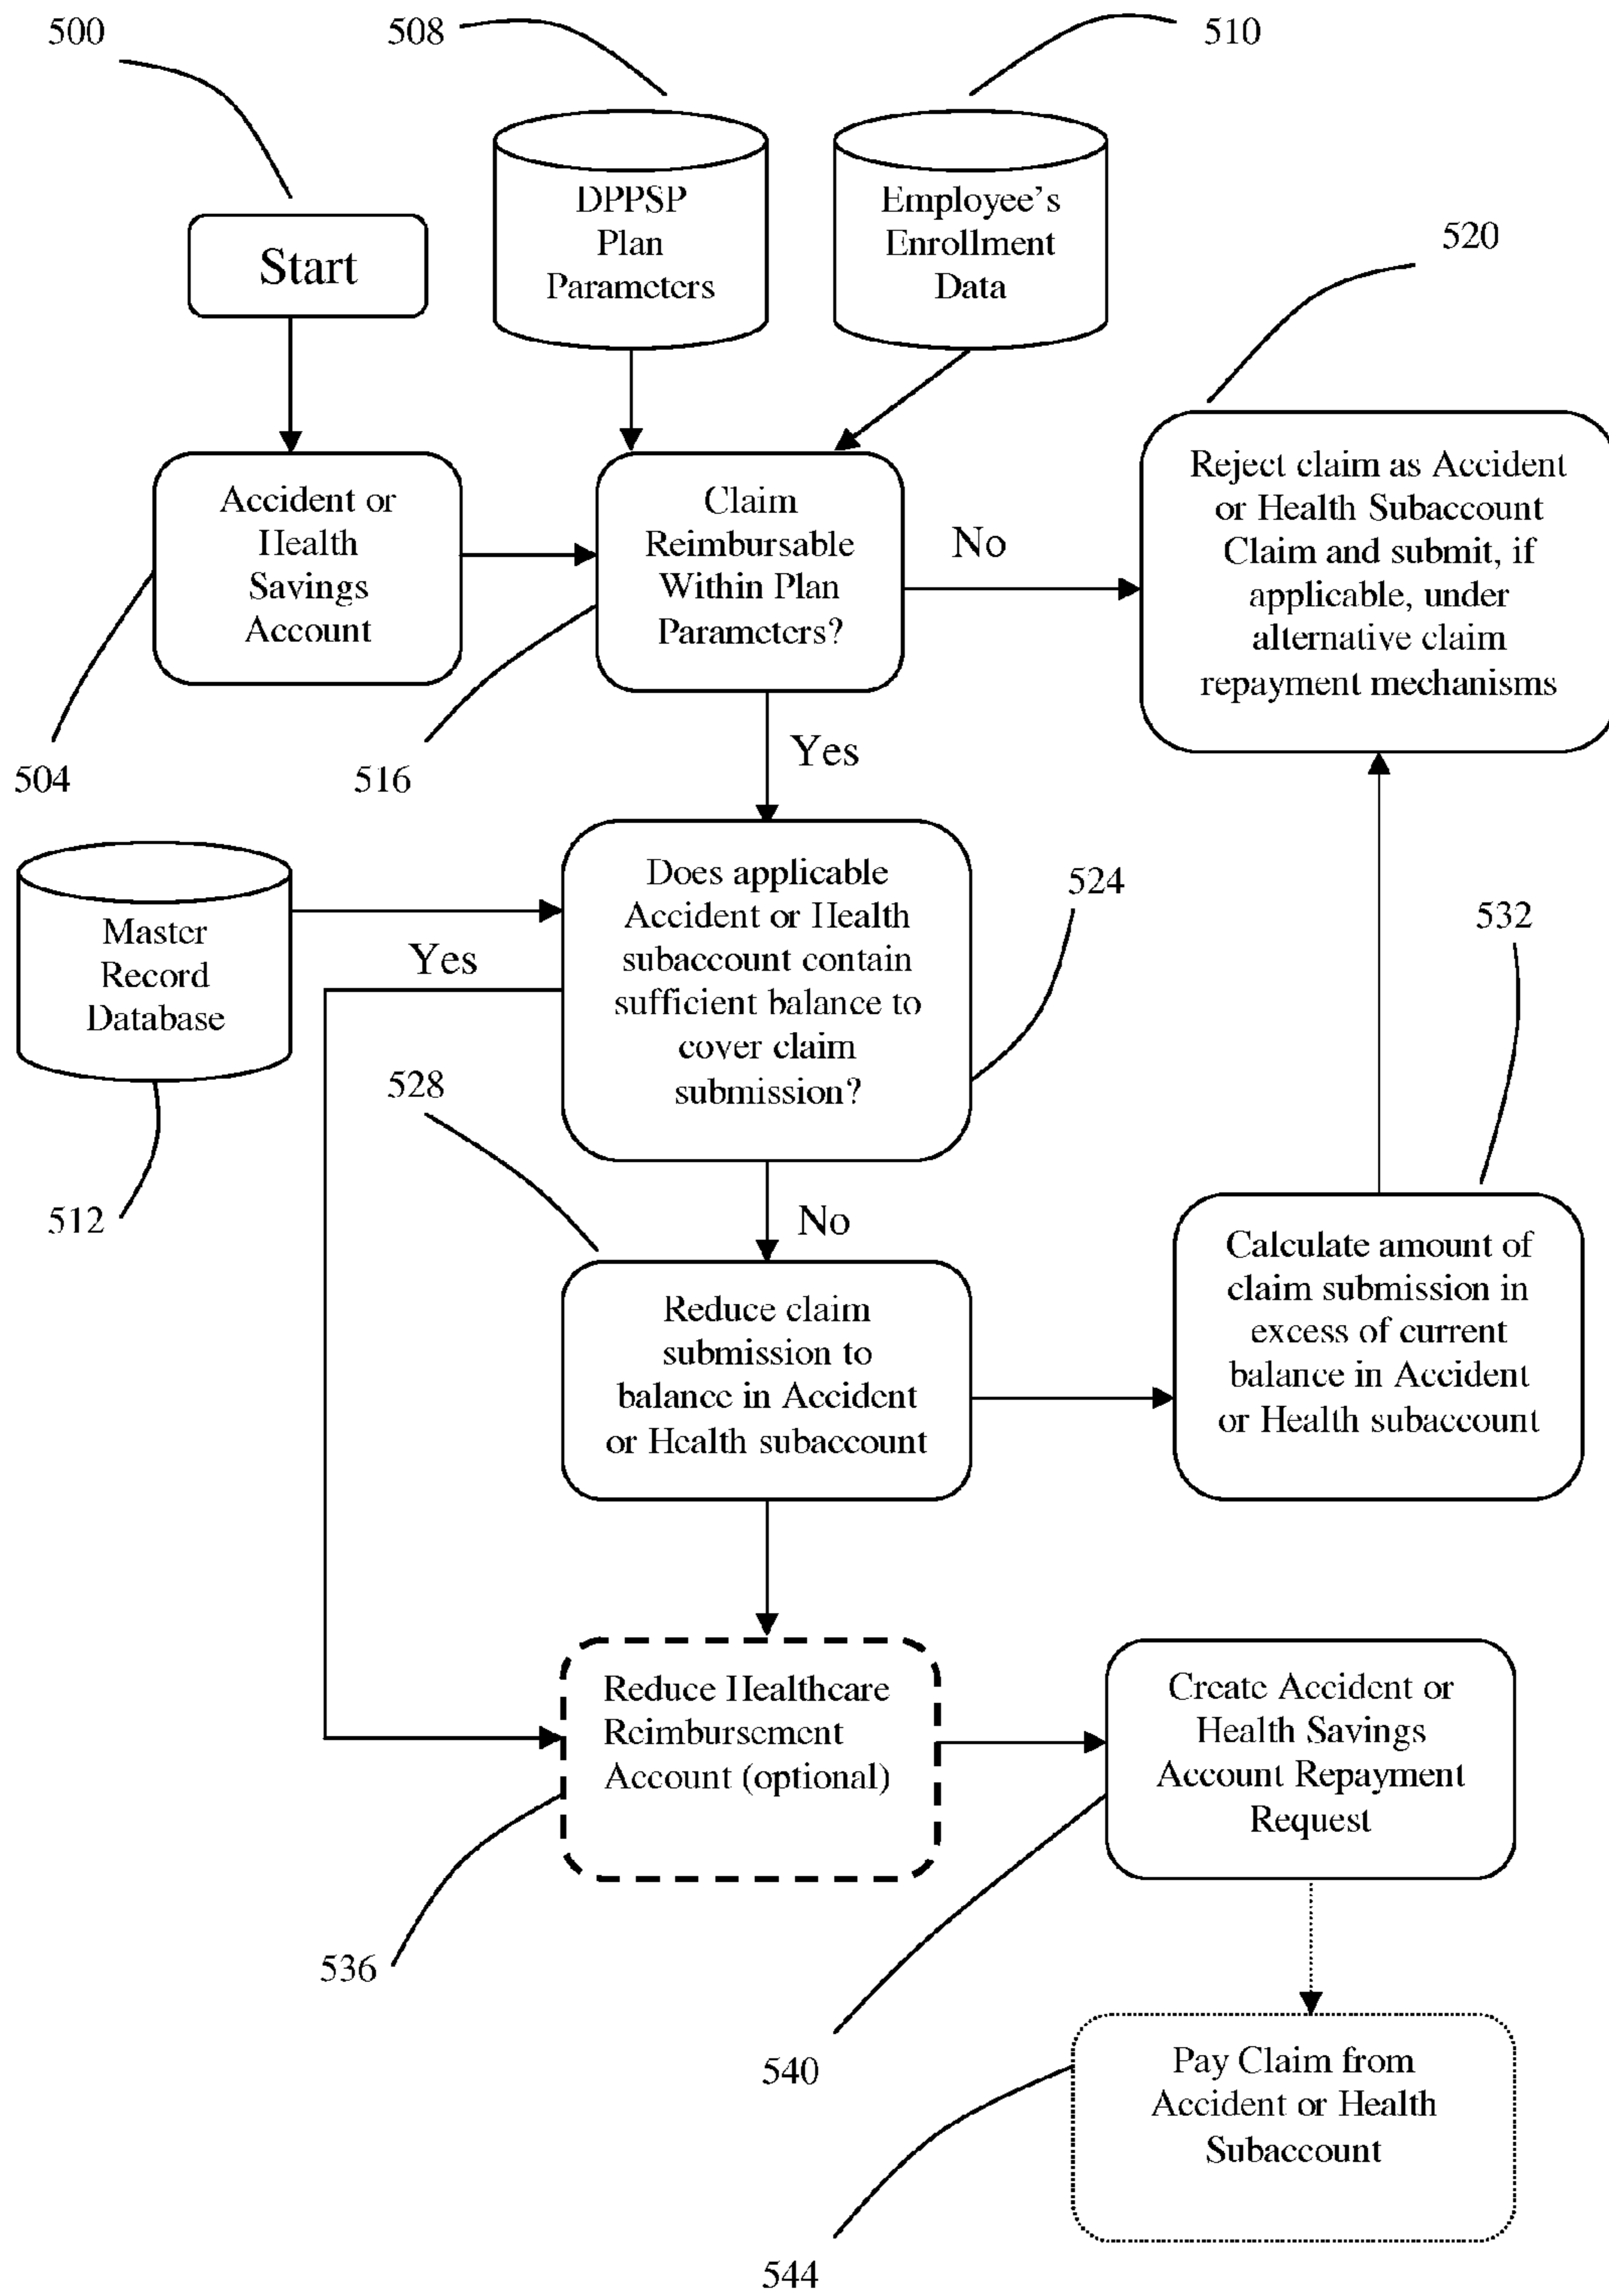 500
508
510
DPPSP
Plan
Parameters
Employee's
Enrollment
Data
520
Start
Accident or
Health
Savings
Account
Claim
Reimbursable
Within Plan
Parameters?
No
Reject claim as Accident
or Health Subaccount
Claim and submit, if
applicable, under
alternative claim
repayment mechanisms
504
516
Yes
Master
Record
Database
Yes
Does applicable
Accident or Health
subaccount contain
sufficient balance to
cover claim
submission?
524
532
528
512
No
Reduce claim
submission to
balance in Accident
or Health subaccount
Calculate amount of
claim submission in
excess of current
balance in Accident
or Health subaccount
Reduce Healthcare
Reimbursement
Account (optional)
Create Accident or
Health Savings
Account Repayment
Request
536
540
Pay Claim from
Accident or Health
Subaccount
544